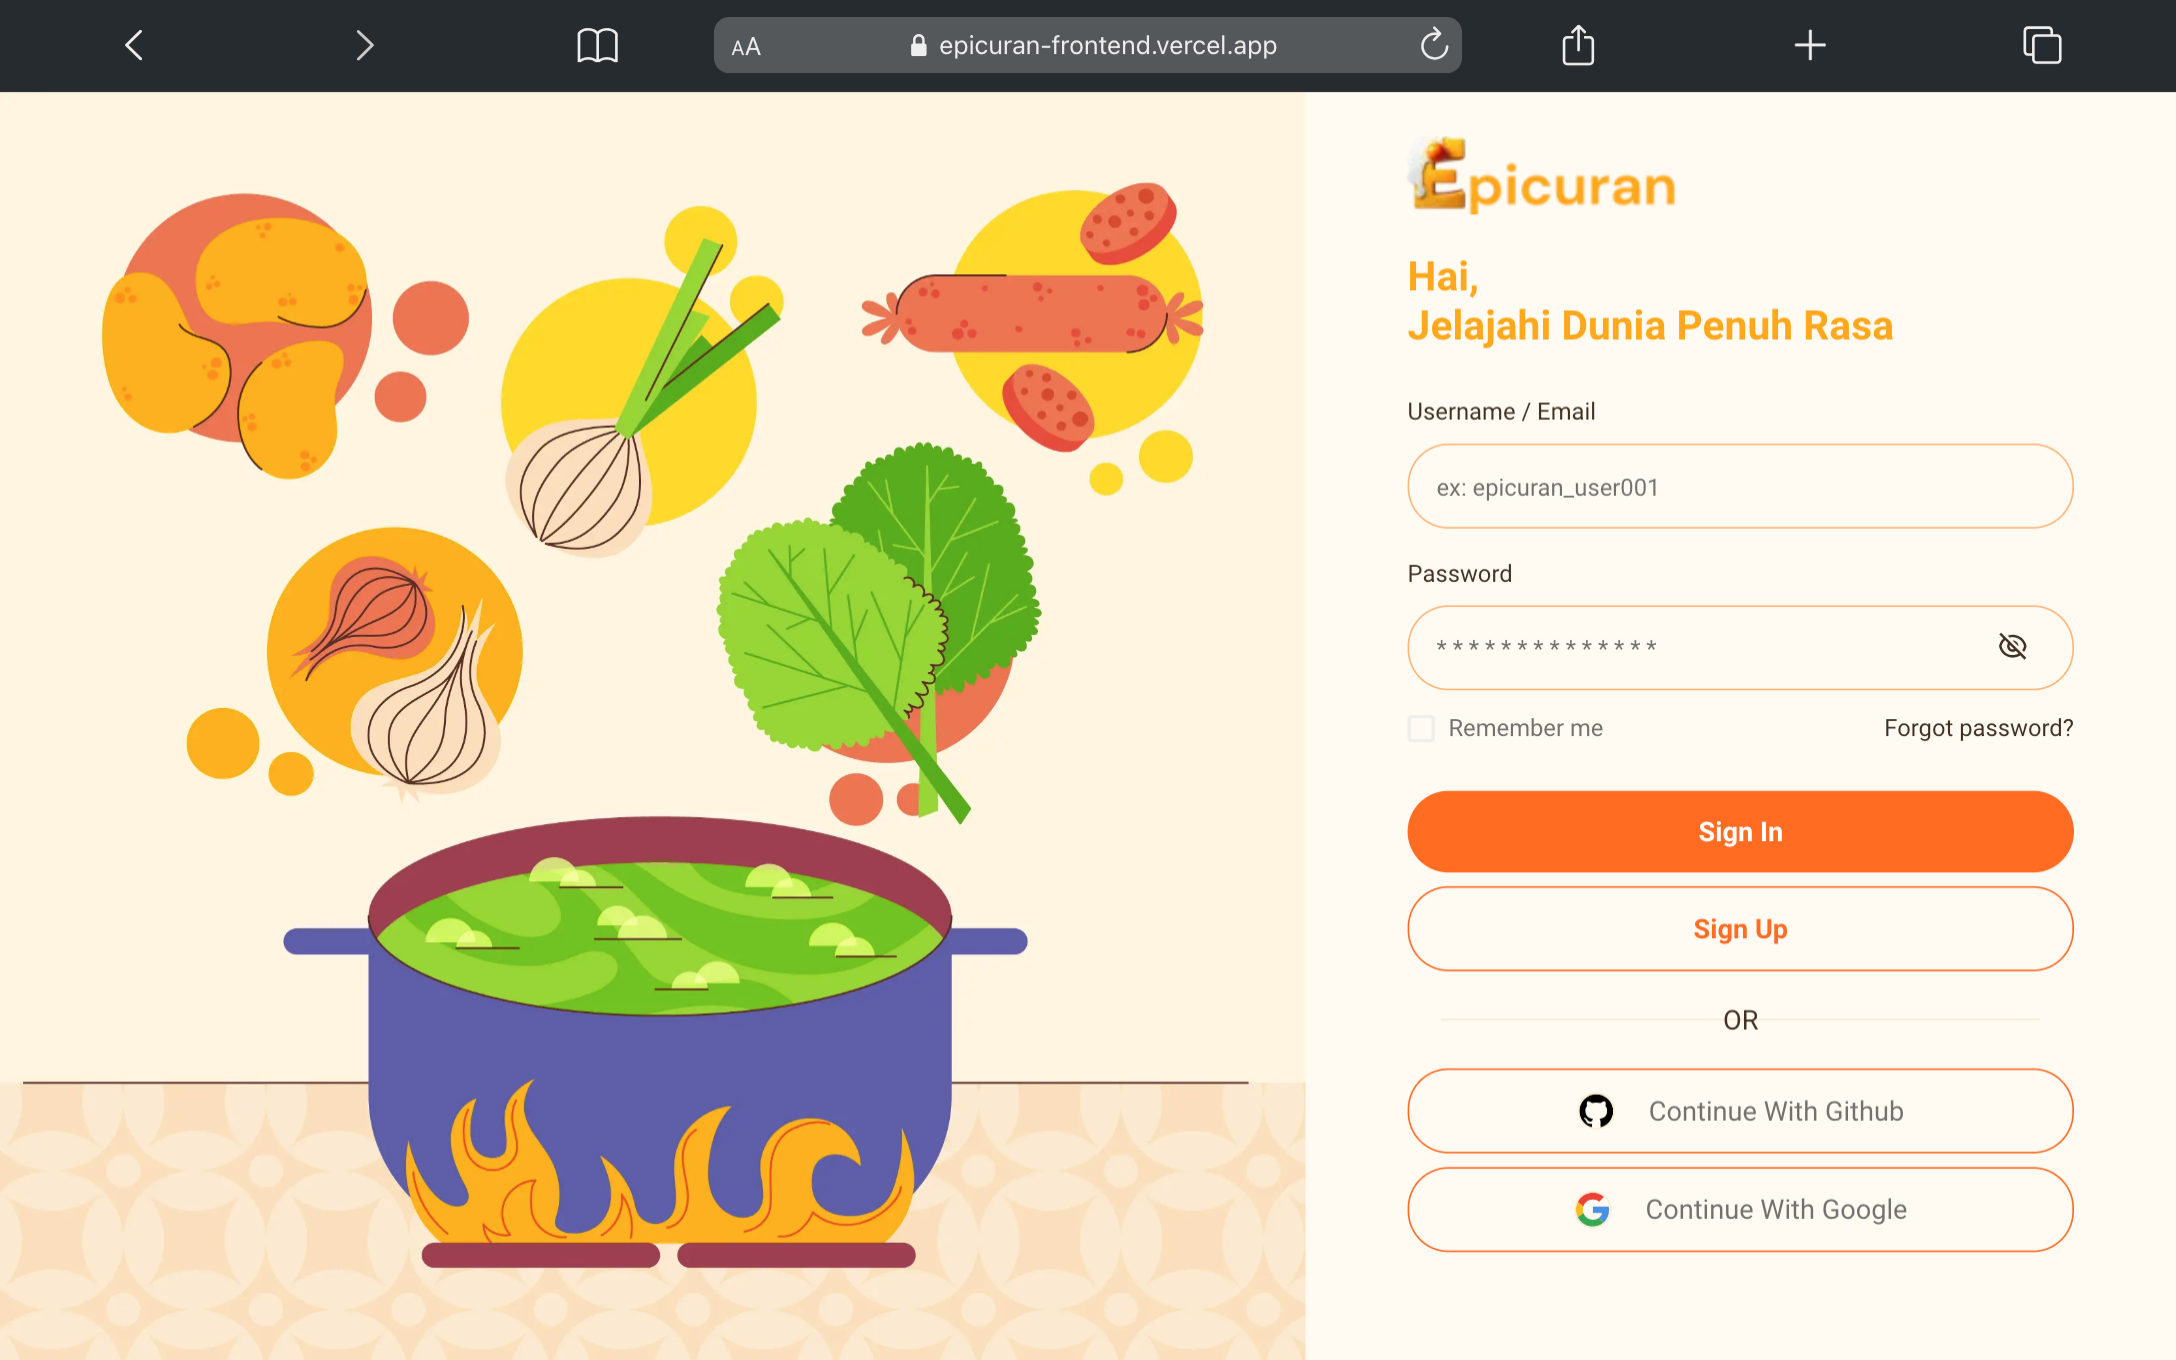 AA
epicuran-frontend.vercel.app
Epicuran
Hai,
Jelajahi Dunia Penuh Rasa
Username / Email
ex: epicuran_user001
Password
*************
Remember me
Forgot password?
Sign In
Sign Up
OR
Continue With Github
Continue With Google